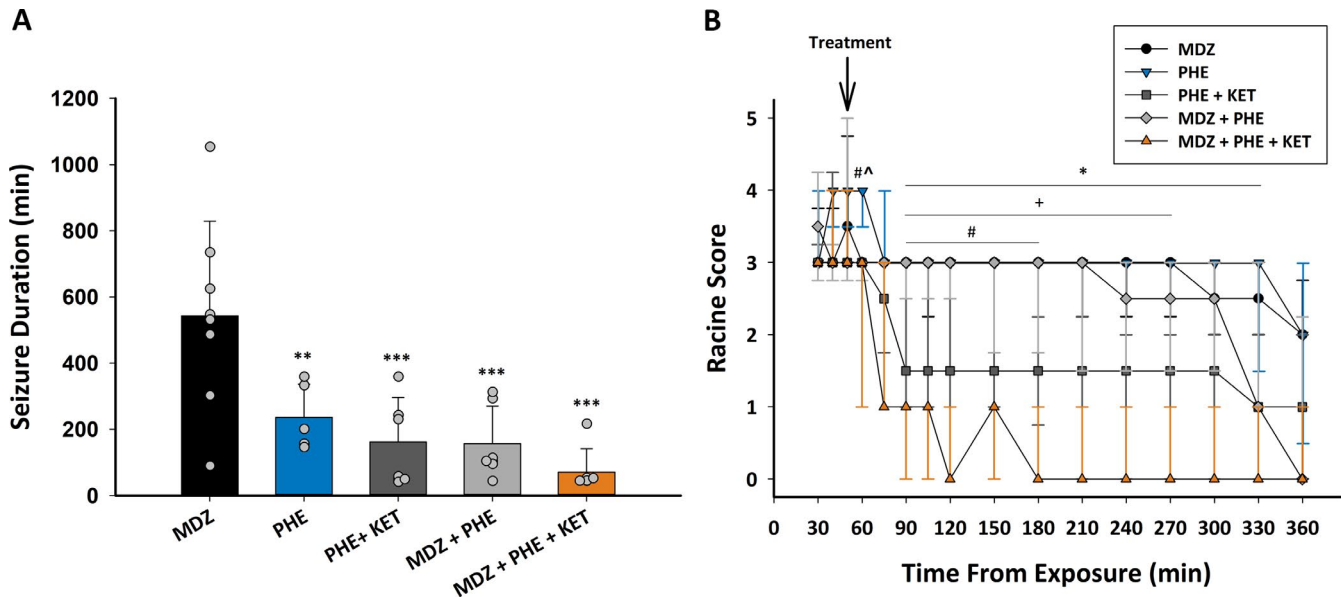 A
Seizure Duration (min)
1200
1000
800
600
400
200
0
**
***
***
***
MDZ
PHE
PHE+ KET
MDZ + PHE
MDZ + PHE + KET
B
Treatment
MDZ
PHE
PHE + KET
MDZ + PHE
MDZ + PHE + KET
Racine Score
5
4
3
2
1
0
#^
*
+
#
0 30 60 90 120 150 180 210 240 270 300 330 360
Time From Exposure (min)